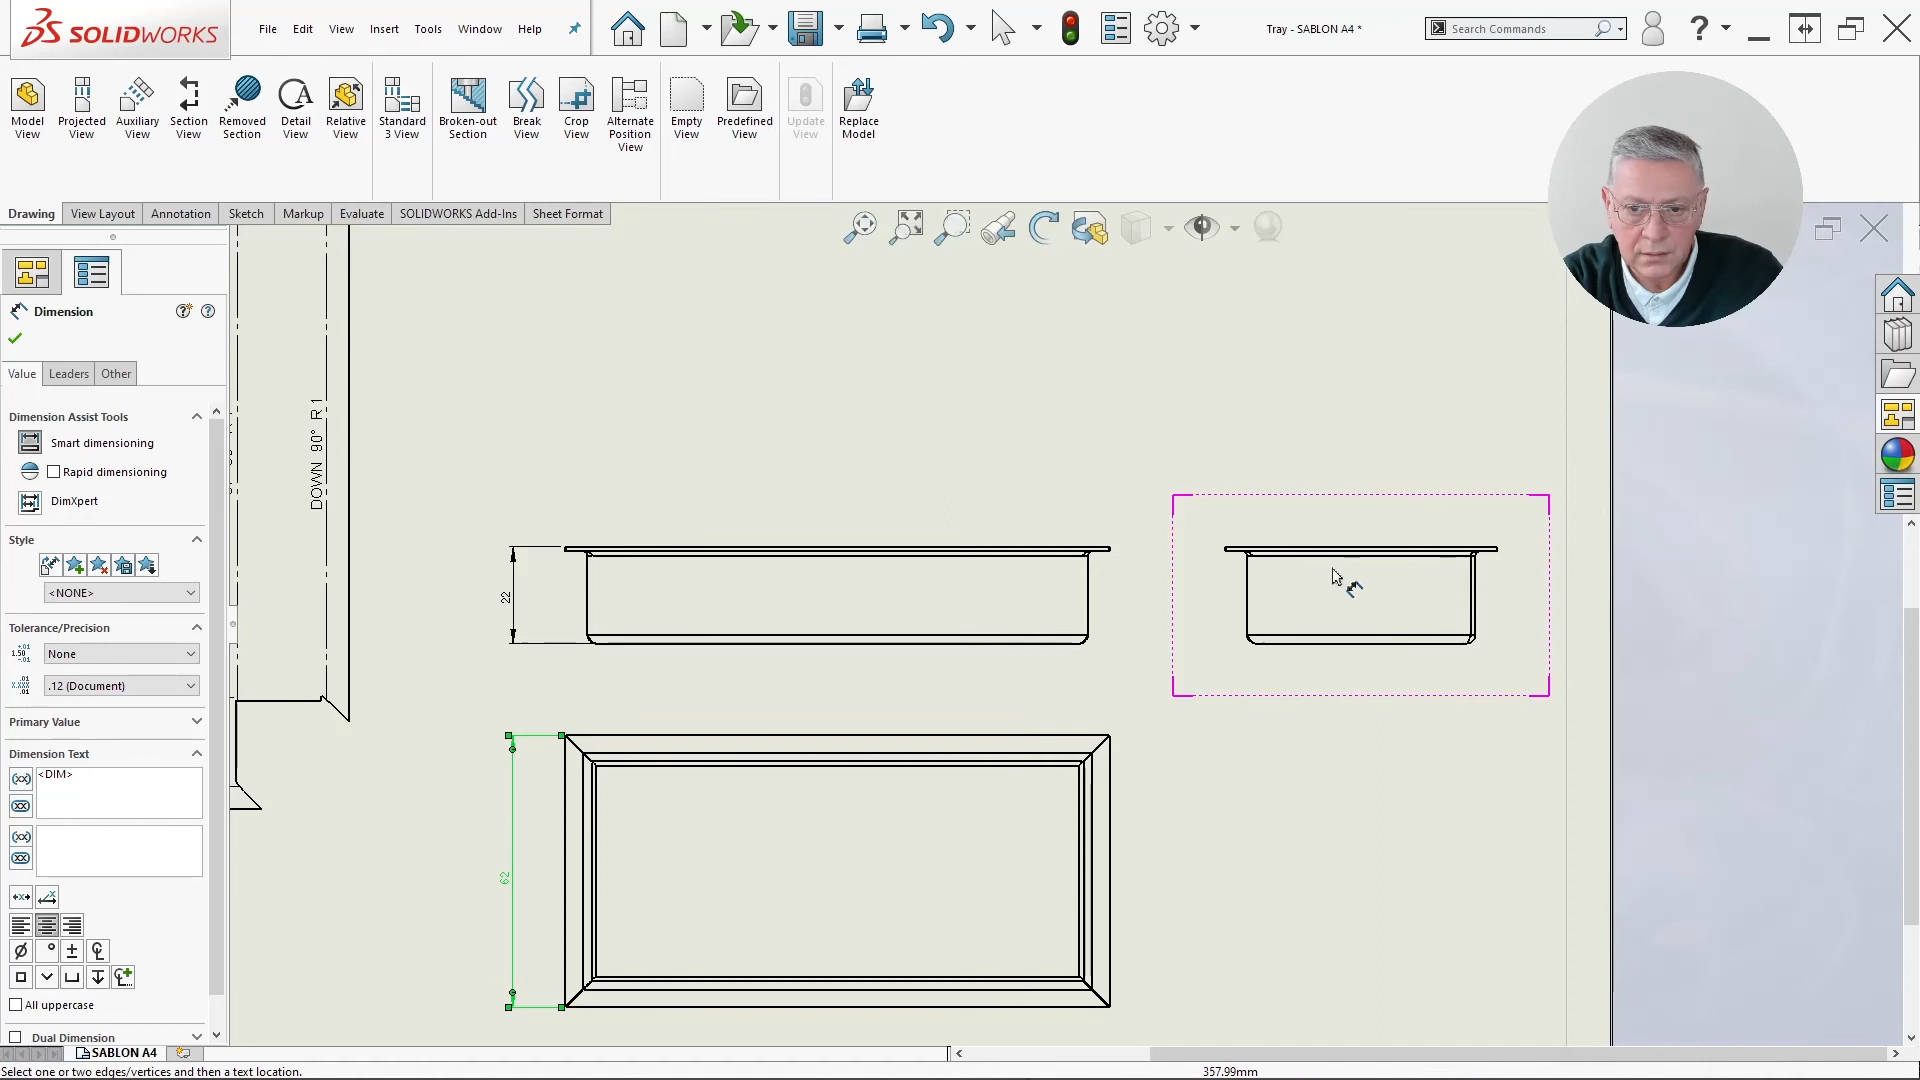 SOLIDWORKS
File Edit View Insert Tools Window Help
Tray - SABLON A4 *
Search Commands
Model View
Projected View
Auxiliary View
Section View
Removed Section
Detail View
Relative View
Standard 3 View
Broken-out Section
Break View
Crop View
Alternate Position View
Empty View
Predefined View
Update View
Replace Model
Drawing View Layout Annotation Sketch Markup Evaluate SOLIDWORKS Add-Ins Sheet Format
Dimension
Value Leaders Other
Dimension Assist Tools
Smart dimensioning
Rapid dimensioning
DimXpert
Style
<NONE>
Tolerance/Precision
None
.12 (Document)
Primary Value
Dimension Text
<DIM>
All uppercase
Dual Dimension
DOWN 90° R 1
22
62
SABLON A4
Select one or two edges/vertices and then a text location.
357.99mm